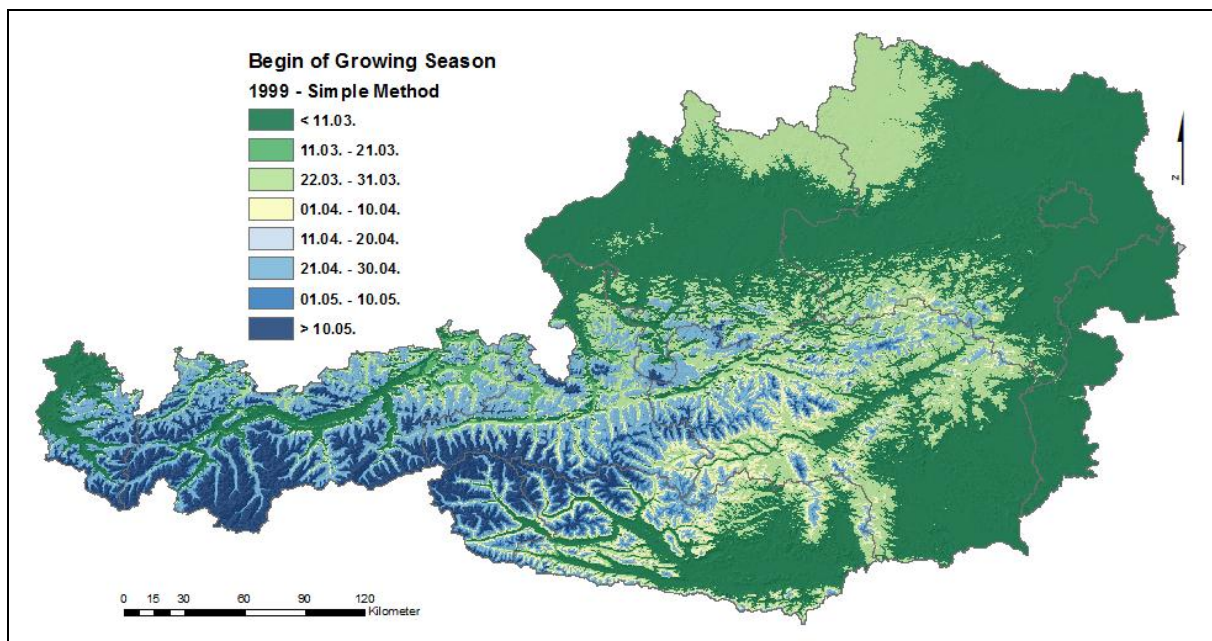 Begin of Growing Season
1999 - Simple Method
< 11.03.
11.03. - 21.03.
22.03. - 31.03.
01.04. - 10.04.
11.04. - 20.04.
21.04. - 30.04.
01.05. - 10.05.
> 10.05.
N
0 15 30 60 90 120
Kilometer